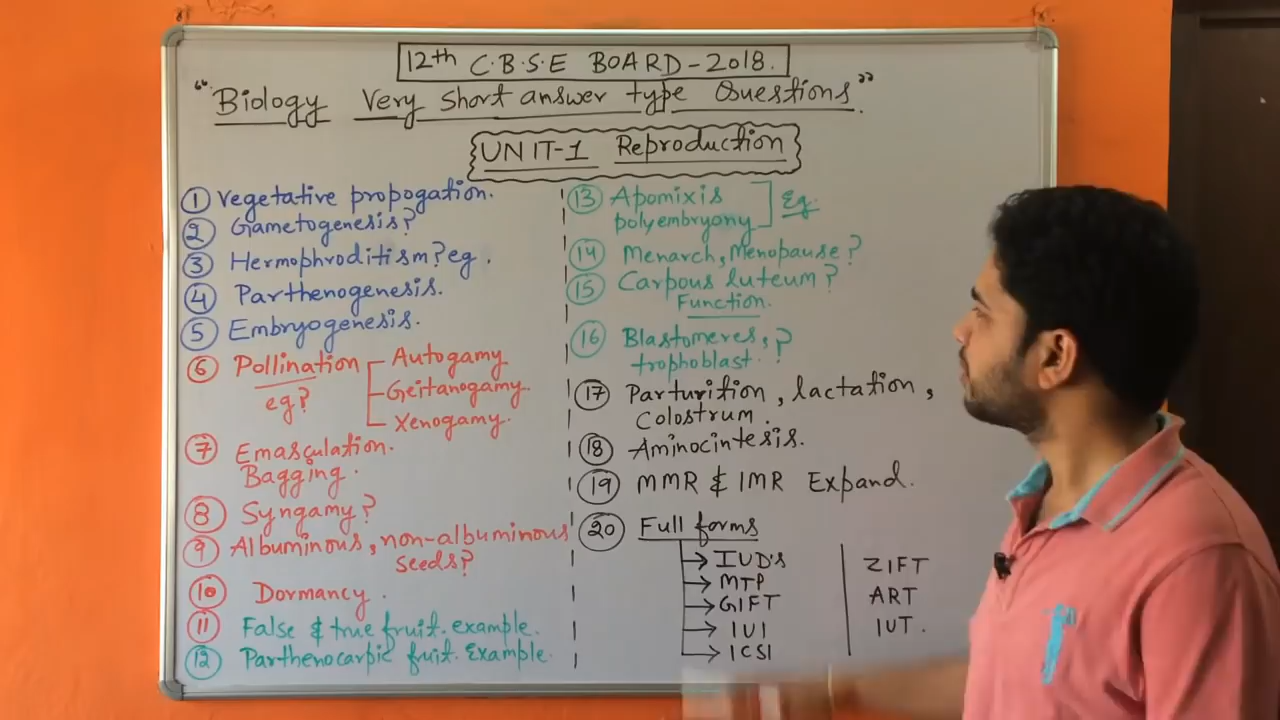 12th C.B.S.E BOARD-2018.
"Biology Very Short answer type Questions".
UNIT-1 Reproduction
1 Vegetative propogation.
2 Gametogenesis?
3 Hermophroditism? eg.
4 Parthenogenesis.
5 Embryogenesis.
6 Pollination
eg?
Autogamy
Geitanogamy.
Xenogamy.
7 Emasculation.
Bagging.
8 Syngamy?
9 Albuminous, non-albuminous
seeds?
10 Dormancy.
11 False & true fruit. example.
12 Parthenocarpic fruit. Example.
13 Apomixis
polyembryony
Eg.
14 Menarch, Menopause?
15 Carpous luteum?
Function.
16 Blastomeres,
trophoblast. ?
17 Parturition, lactation,
Colostrum.
18 Aminocintesis.
19 MMR & IMR Expand.
20 Full forms
IUD's
MTP
GIFT
IUI
ICSI
ZIFT
ART
IUT.